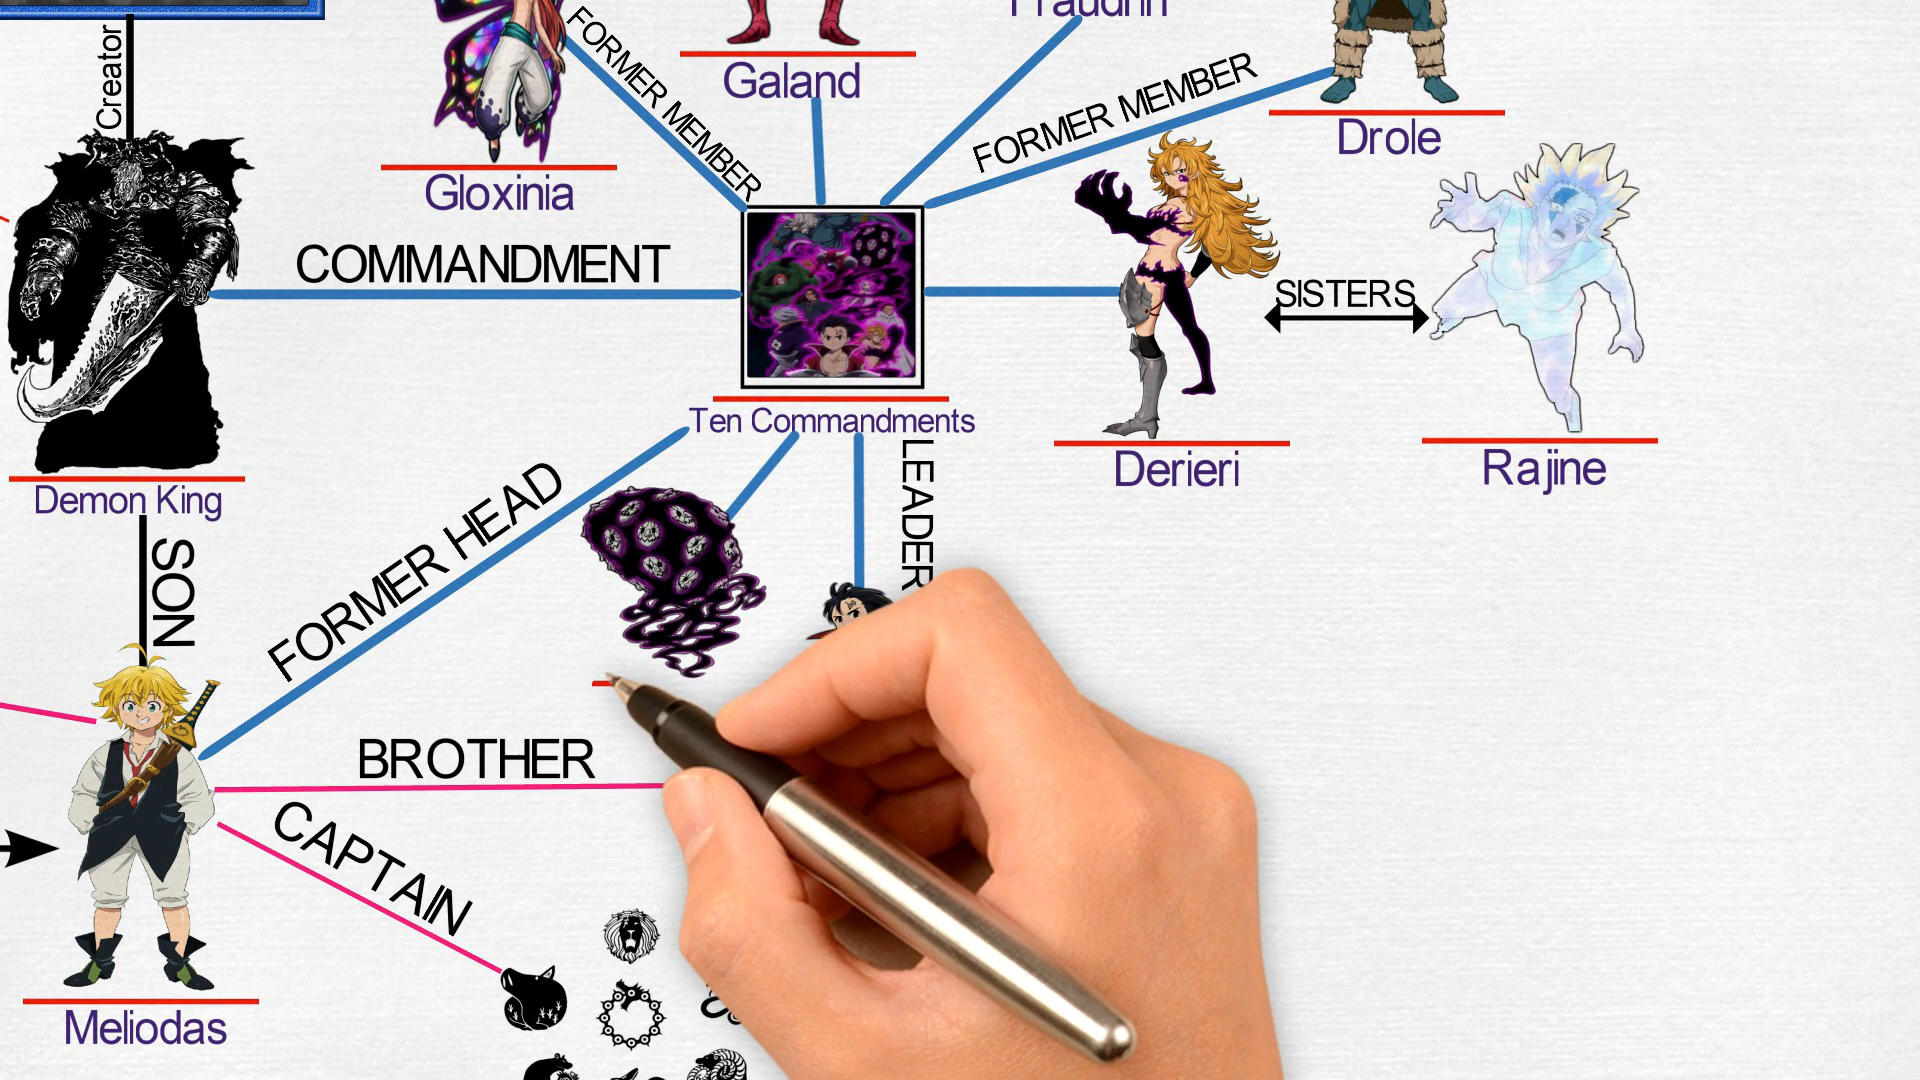 Fraudrin
Creator
FORMER MEMBER
Galand
FORMER MEMBER
Drole
Gloxinia
COMMANDMENT
SISTERS
Ten Commandments
Derieri
Rajine
LEADER
Demon King
FORMER HEAD
SON
BROTHER
CAPTAIN
Meliodas